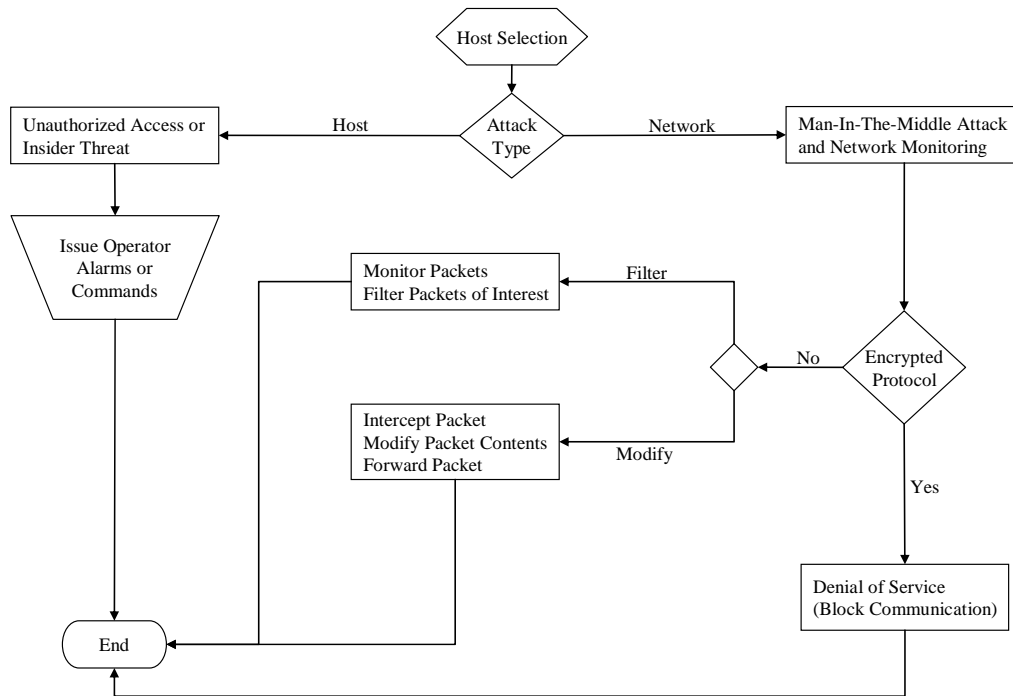 Host Selection
Attack
Type
Host
Network
Unauthorized Access or
Insider Threat
Man-In-The-Middle Attack
and Network Monitoring
Issue Operator
Alarms or
Commands
Monitor Packets
Filter Packets of Interest
Filter
No
Encrypted
Protocol
Intercept Packet
Modify Packet Contents
Forward Packet
Modify
Yes
Denial of Service
(Block Communication)
End